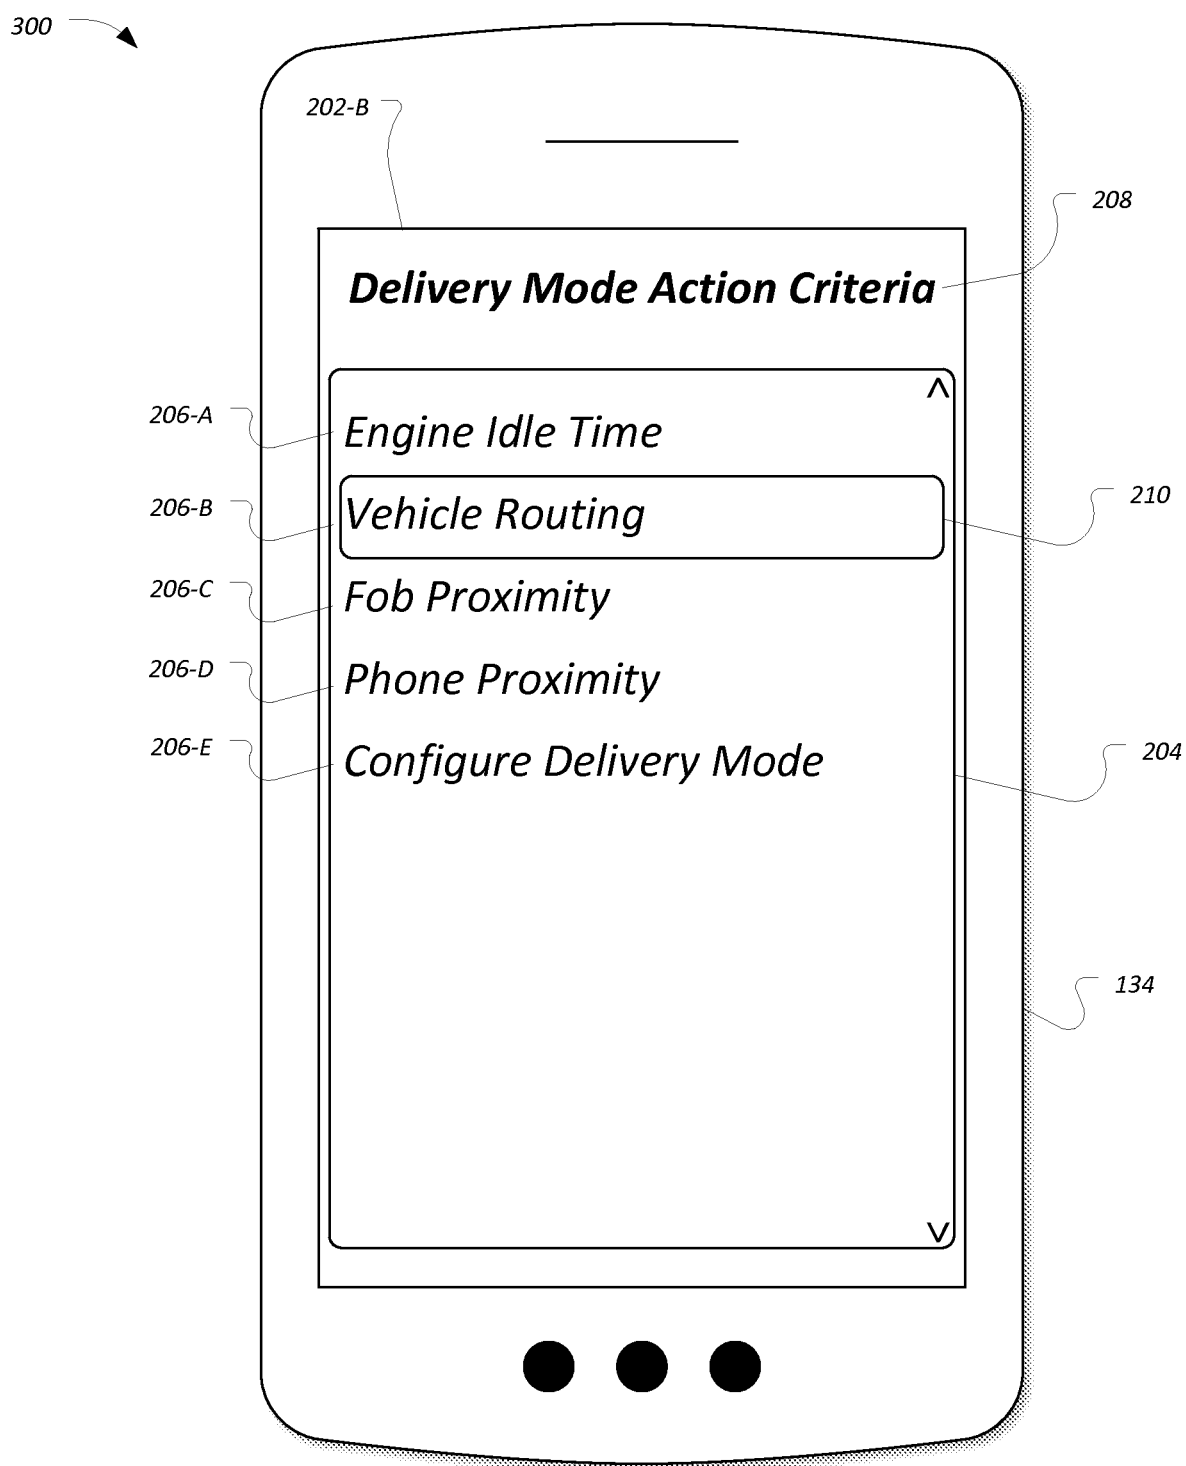 300
202-B
208
Delivery Mode Action Criteria
^
206-A
Engine Idle Time
206-B
Vehicle Routing
210
206-C
Fob Proximity
206-D
Phone Proximity
206-E
Configure Delivery Mode
204
134
v